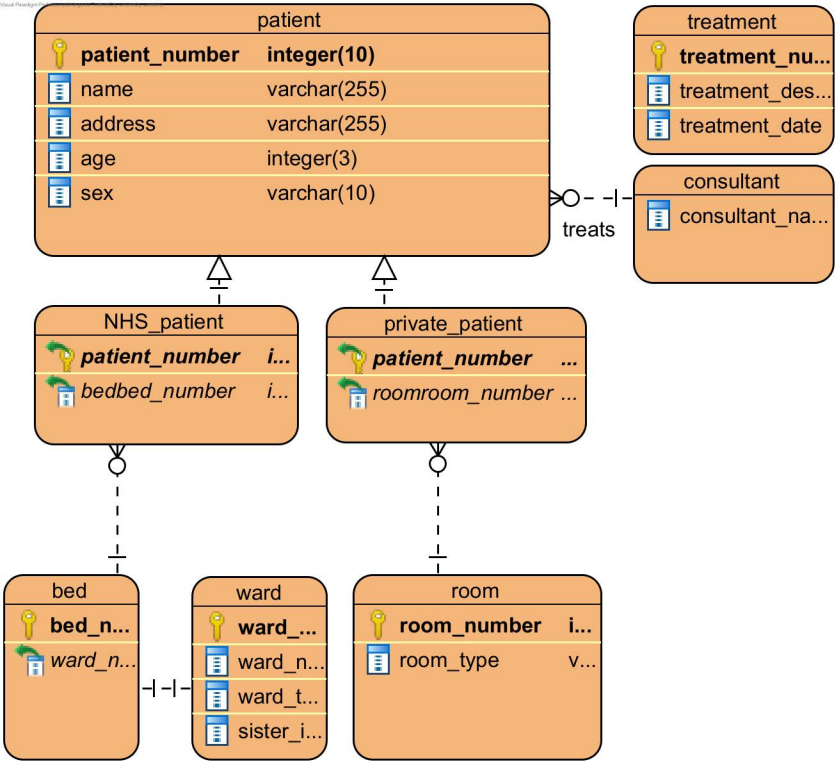 patient
patient_number integer(10)
name varchar(255)
address varchar(255)
age integer(3)
sex varchar(10)
treatment
treatment_nu...
treatment_des...
treatment_date
consultant
consultant_na...
treats
NHS_patient
patient_number i...
bedbed_number i...
private_patient
patient_number ...
roomroom_number ...
bed
bed_n...
ward_n...
ward
ward_...
ward_n...
ward_t...
sister_i...
room
room_number i...
room_type v...